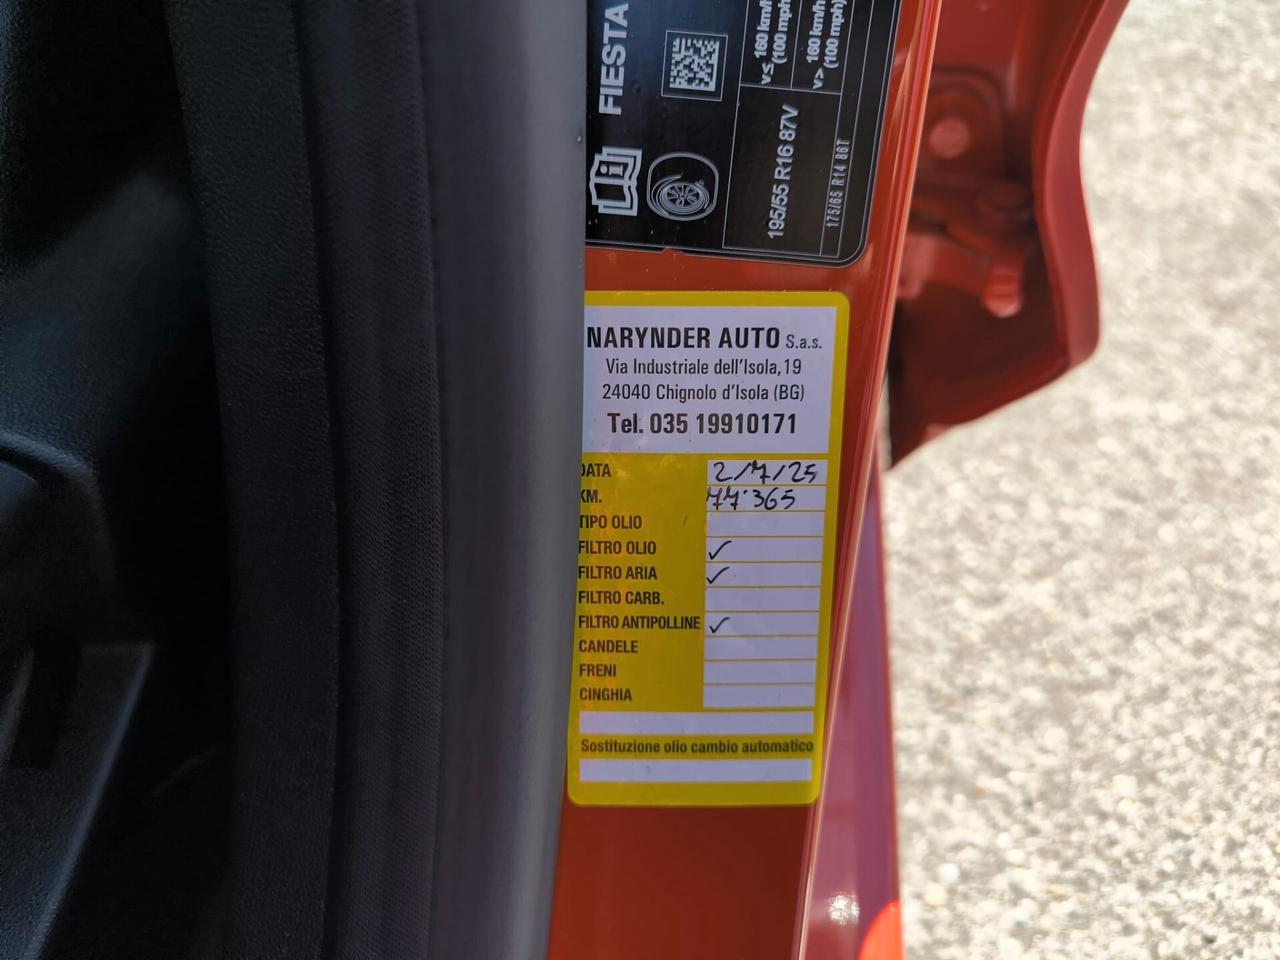 FIESTA
v≤ 160 km/h
(100 mph)
v> 160 km/h
(100 mph)
195/55 R16 87V
175/65 R14 86T
NARYNDER AUTO S.a.s.
Via Industriale dell'Isola, 19
24040 Chignolo d'Isola (BG)
Tel. 035 19910171
DATA 2/7/25
KM. 77.365
TIPO OLIO
FILTRO OLIO ✓
FILTRO ARIA ✓
FILTRO CARB.
FILTRO ANTIPOLLINE ✓
CANDELE
FRENI
CINGHIA
Sostituzione olio cambio automatico